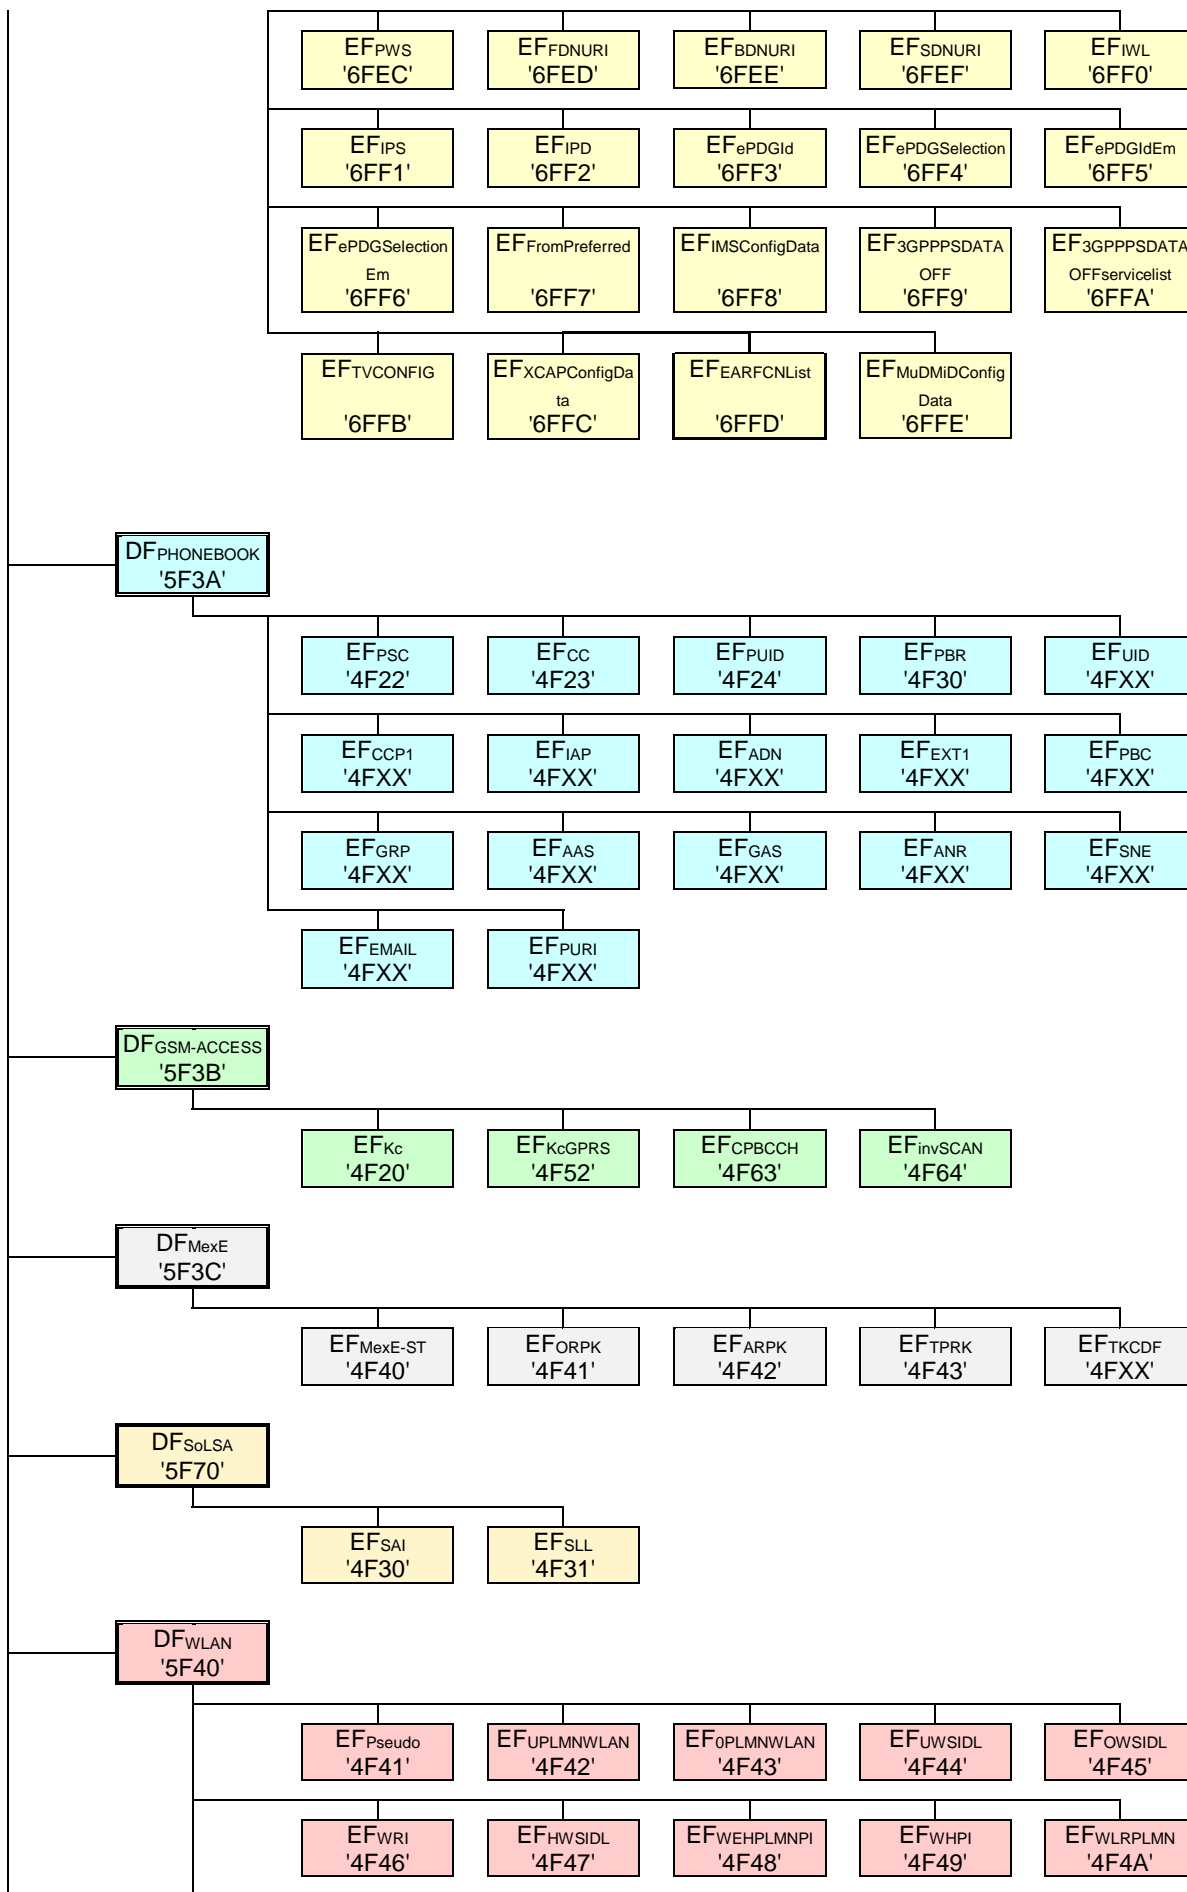 EFPWS EFFDNURI EFBDNURI EFSDNURI EFIWL
'6FEC' '6FED' '6FEE' '6FEF' '6FF0'
EFIPS EFIPD EFePDGId EFePDGSelection EFePDGIdEm
'6FF1' '6FF2' '6FF3' '6FF4' '6FF5'
EFePDGSelection EFFromPreferred EFIMSConfigData EF3GPPPSDATA EF3GPPPSDATA
Em OFF OFFservicelist
'6FF6' '6FF7' '6FF8' '6FF9' '6FFA'
EFTVCONFIG EFXCAPConfigDa EFEARFCNList EFMuDMiDConfig
ta Data
'6FFB' '6FFC' '6FFD' '6FFE'
DFPHONEBOOK
'5F3A'
EFPSC EFCC EFPUID EFPBR EFUID
'4F22' '4F23' '4F24' '4F30' '4FXX'
EFCCP1 EFIAP EFADN EFEXT1 EFPBC
'4FXX' '4FXX' '4FXX' '4FXX' '4FXX'
EFGRP EFAAS EFGAS EFANR EFSNE
'4FXX' '4FXX' '4FXX' '4FXX' '4FXX'
EFEMAIL EFPURI
'4FXX' '4FXX'
DFGSM-ACCESS
'5F3B'
EFKc EFKcGPRS EFCPBCCH EFinvSCAN
'4F20' '4F52' '4F63' '4F64'
DFMexE
'5F3C'
EFMexE-ST EFORPK EFARPK EFTPRK EFTKCDF
'4F40' '4F41' '4F42' '4F43' '4FXX'
DFSoLSA
'5F70'
EFSAI EFSLL
'4F30' '4F31'
DFWLAN
'5F40'
EFPseudo EFUPLMNWLAN EF0PLMNWLAN EFUWSIDL EFOWSIDL
'4F41' '4F42' '4F43' '4F44' '4F45'
EFWRI EFHWSIDL EFWEHPLMNPI EFWHPI EFWLRPLMN
'4F46' '4F47' '4F48' '4F49' '4F4A'